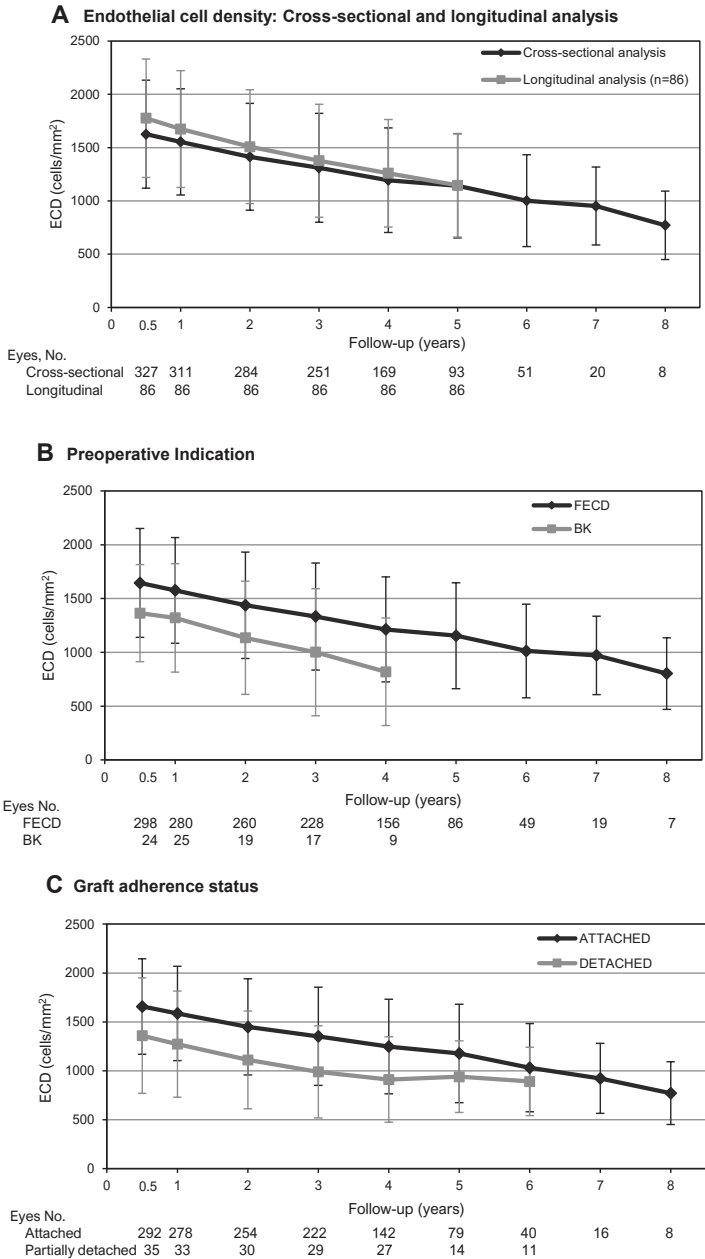 A Endothelial cell density: Cross-sectional and longitudinal analysis
Cross-sectional analysis
Longitudinal analysis (n=86)
2500
2000
1500
1000
500
0
ECD (cells/mm²)
0 0.5 1 2 3 4 5 6 7 8
Follow-up (years)
Eyes, No.
Cross-sectional 327 311 284 251 169 93 51 20 8
Longitudinal 86 86 86 86 86 86
B Preoperative Indication
FECD
BK
2500
2000
1500
1000
500
0
ECD (cells/mm²)
0 0.5 1 2 3 4 5 6 7 8
Follow-up (years)
Eyes No.
FECD 298 280 260 228 156 86 49 19 7
BK 24 25 19 17 9
C Graft adherence status
ATTACHED
DETACHED
2500
2000
1500
1000
500
0
ECD (cells/mm²)
0 0.5 1 2 3 4 5 6 7 8
Follow-up (years)
Eyes No.
Attached 292 278 254 222 142 79 40 16 8
Partially detached 35 33 30 29 27 14 11